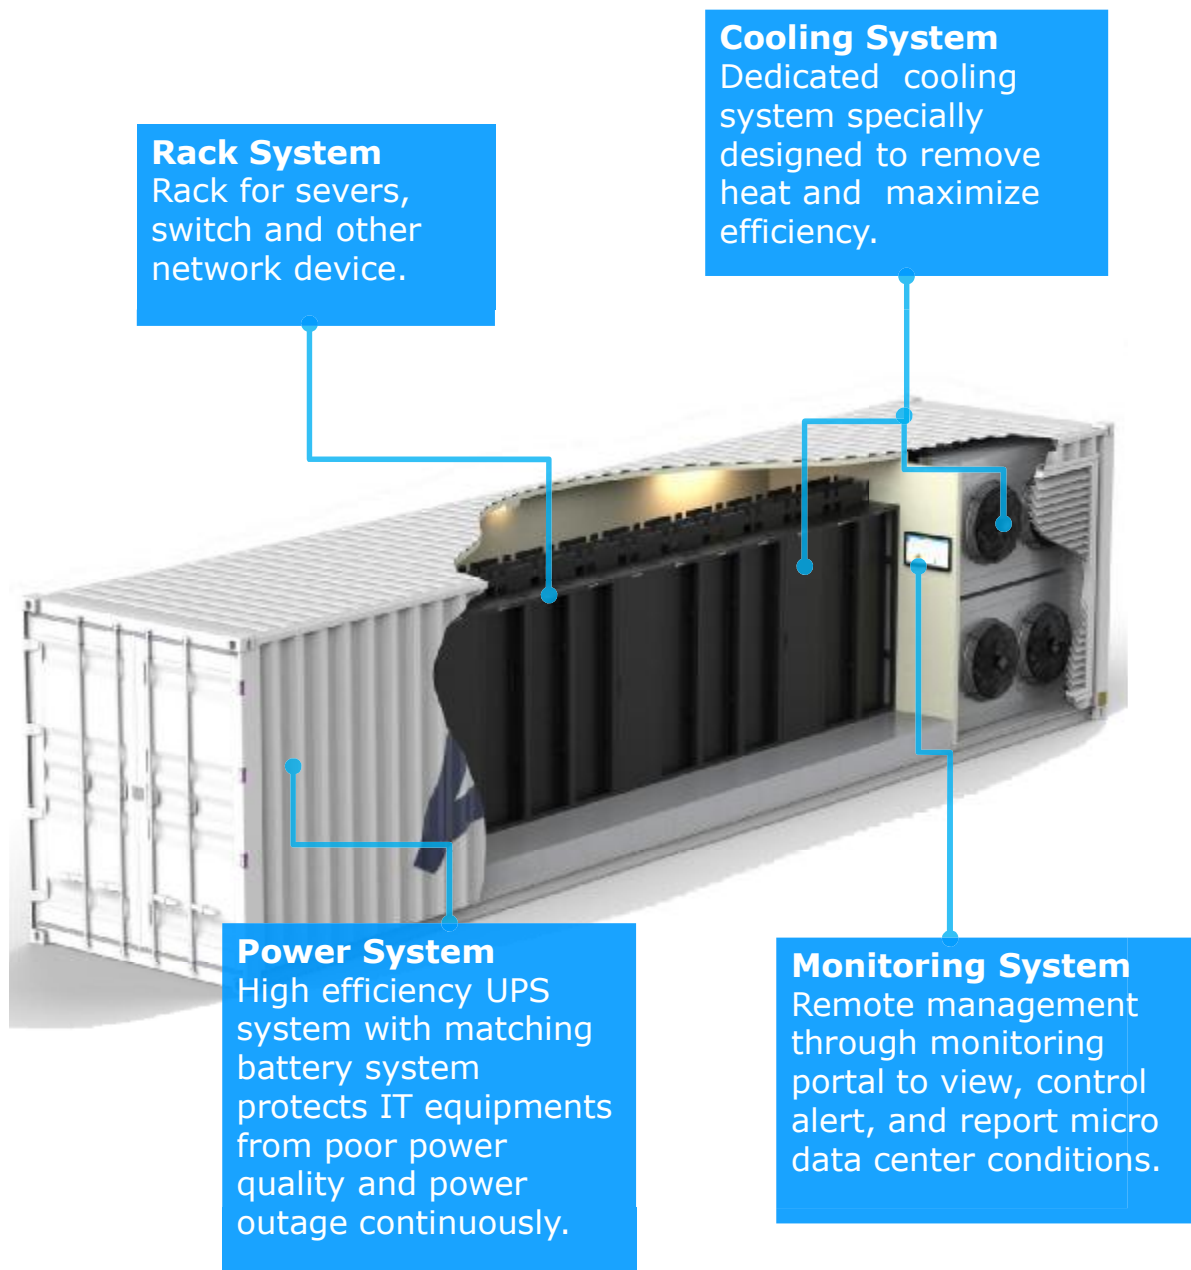 Cooling System
Dedicated cooling
system specially
designed to remove
heat and maximize
efficiency.
Rack System
Rack for severs,
switch and other
network device.
Power System
High efficiency UPS
system with matching
battery system
protects IT equipments
from poor power
quality and power
outage continuously.
Monitoring System
Remote management
through monitoring
portal to view, control
alert, and report micro
data center conditions.